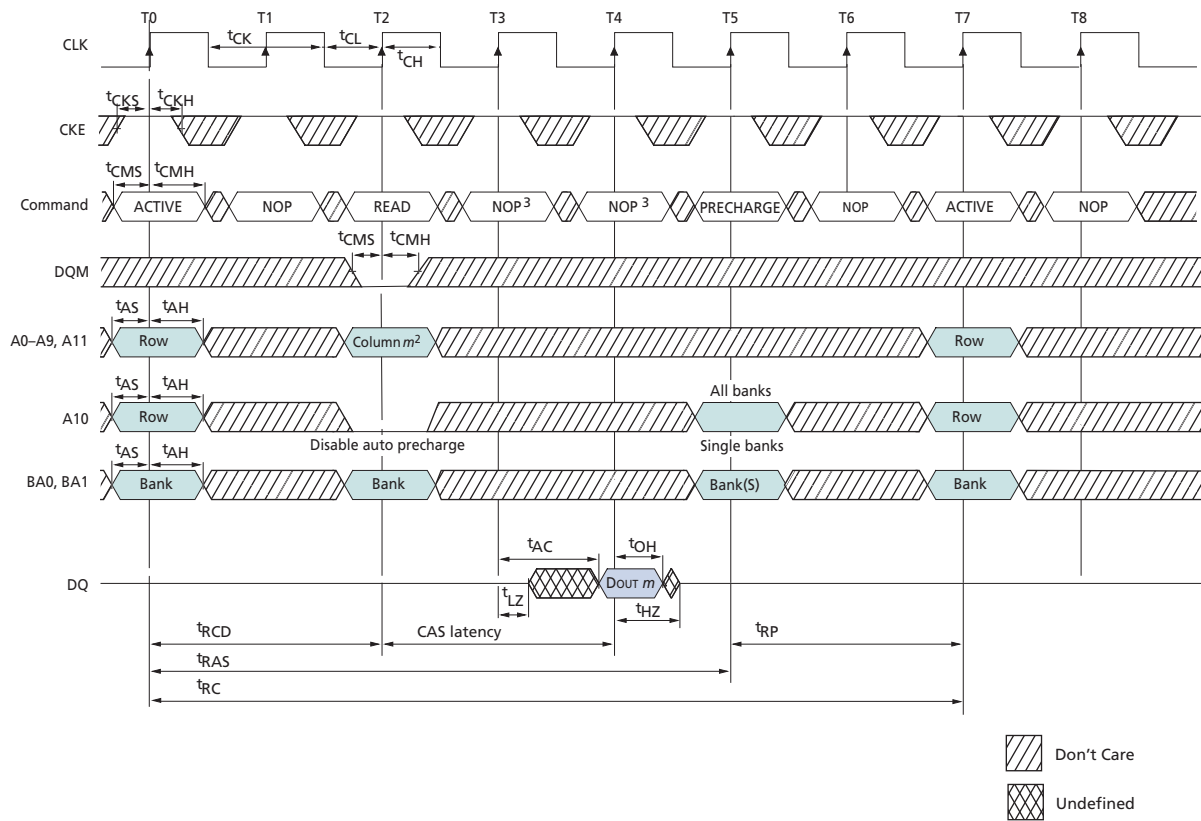 T0 T1 T2 T3 T4 T5 T6 T7 T8
CLK tCK tCL
tCH
tCKS tCKH
CKE
tCMS tCMH
Command ACTIVE NOP READ NOP3 NOP3 PRECHARGE NOP ACTIVE NOP
tCMS tCMH
DQM
tAS tAH
A0–A9, A11 Row Column m2 Row
tAS tAH All banks
A10 Row Row
Disable auto precharge Single banks
tAS tAH
BA0, BA1 Bank Bank Bank(S) Bank
tAC tOH
DQ DOUT m
tLZ tHZ
tRCD CAS latency tRP
tRAS
tRC
Don't Care
Undefined